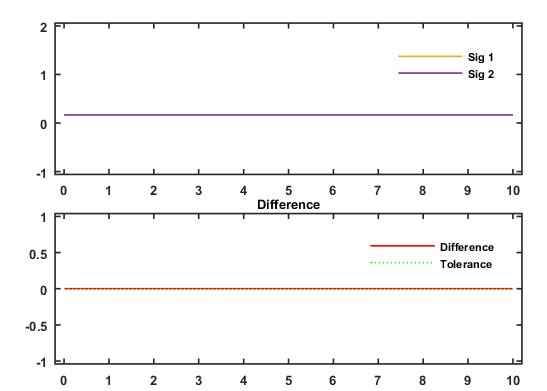 2
1
0
-1
Sig 1
Sig 2
0 1 2 3 4 5 6 7 8 9 10
Difference
1
0.5
0
-0.5
-1
Difference
Tolerance
0 1 2 3 4 5 6 7 8 9 10